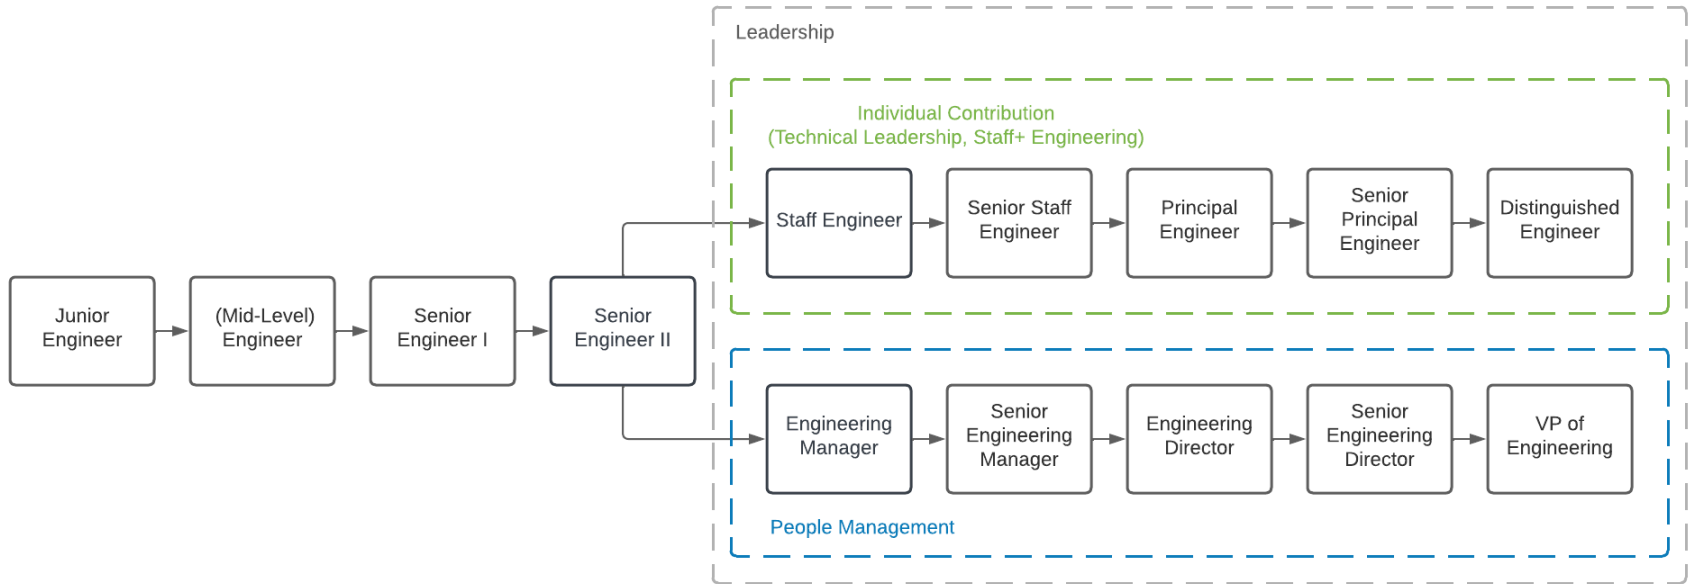 Leadership
Individual Contribution
(Technical Leadership, Staff+ Engineering)
Staff Engineer
Senior Staff
Engineer
Principal
Engineer
Senior
Principal
Engineer
Distinguished
Engineer
Junior
Engineer
(Mid-Level)
Engineer
Senior
Engineer I
Senior
Engineer II
Engineering
Manager
Senior
Engineering
Manager
Engineering
Director
Senior
Engineering
Director
VP of
Engineering
People Management